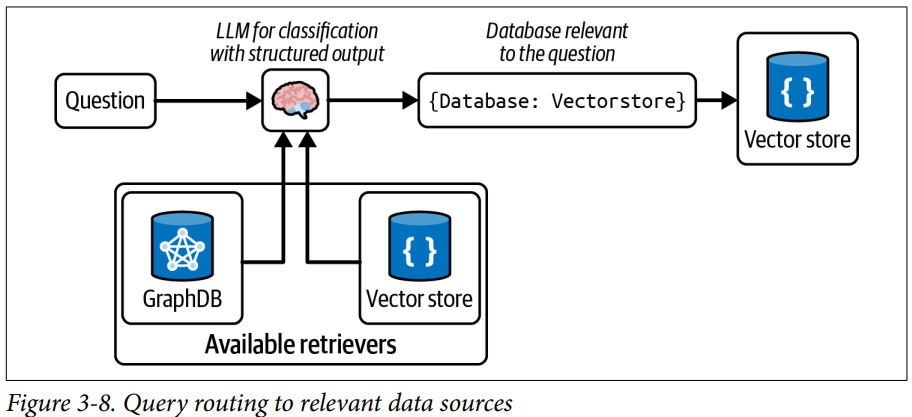 LLM for classification
with structured output
Database relevant
to the question
Question
{Database: Vectorstore}
{ }
Vector store
GraphDB
{ }
Vector store
Available retrievers
Figure 3-8. Query routing to relevant data sources